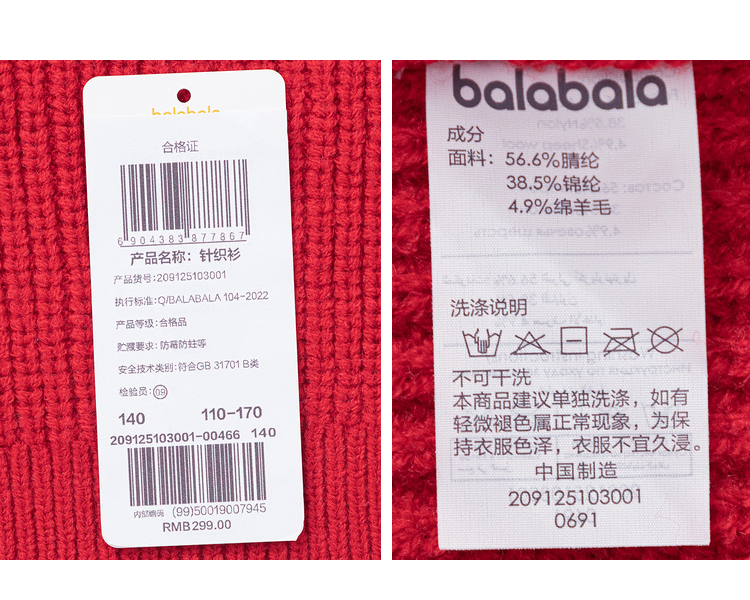 balabala
合格证
6904383877867
产品名称：针织衫
产品货号：209125103001
执行标准：Q/BALABALA 104-2022
产品等级：合格品
贮藏要求：防霉防蛀等
安全技术类别：符合GB 31701 B类
检验员：09
140 110-170
209125103001-00466 140
内部编码 (99)50019007945
RMB299.00
balabala
成分
面料：56.6%腈纶
38.5%锦纶
4.9%绵羊毛
洗涤说明
不可干洗
本商品建议单独洗涤，如有
轻微褪色属正常现象，为保
持衣服色泽，衣服不宜久浸。
中国制造
209125103001
0691